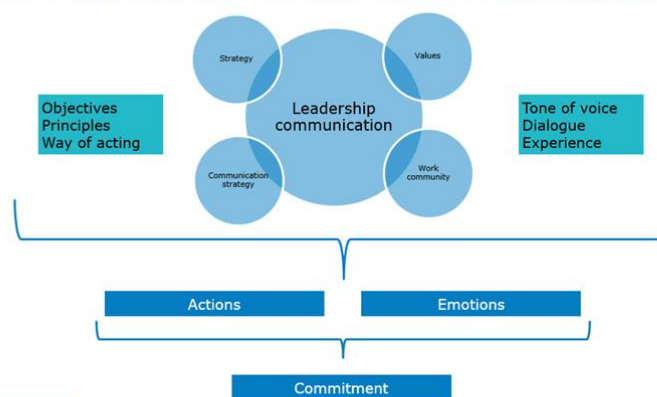 Strategy
Values
Objectives
Principles
Way of acting
Leadership
communication
Tone of voice
Dialogue
Experience
Communication
strategy
Work
community
Actions
Emotions
Commitment